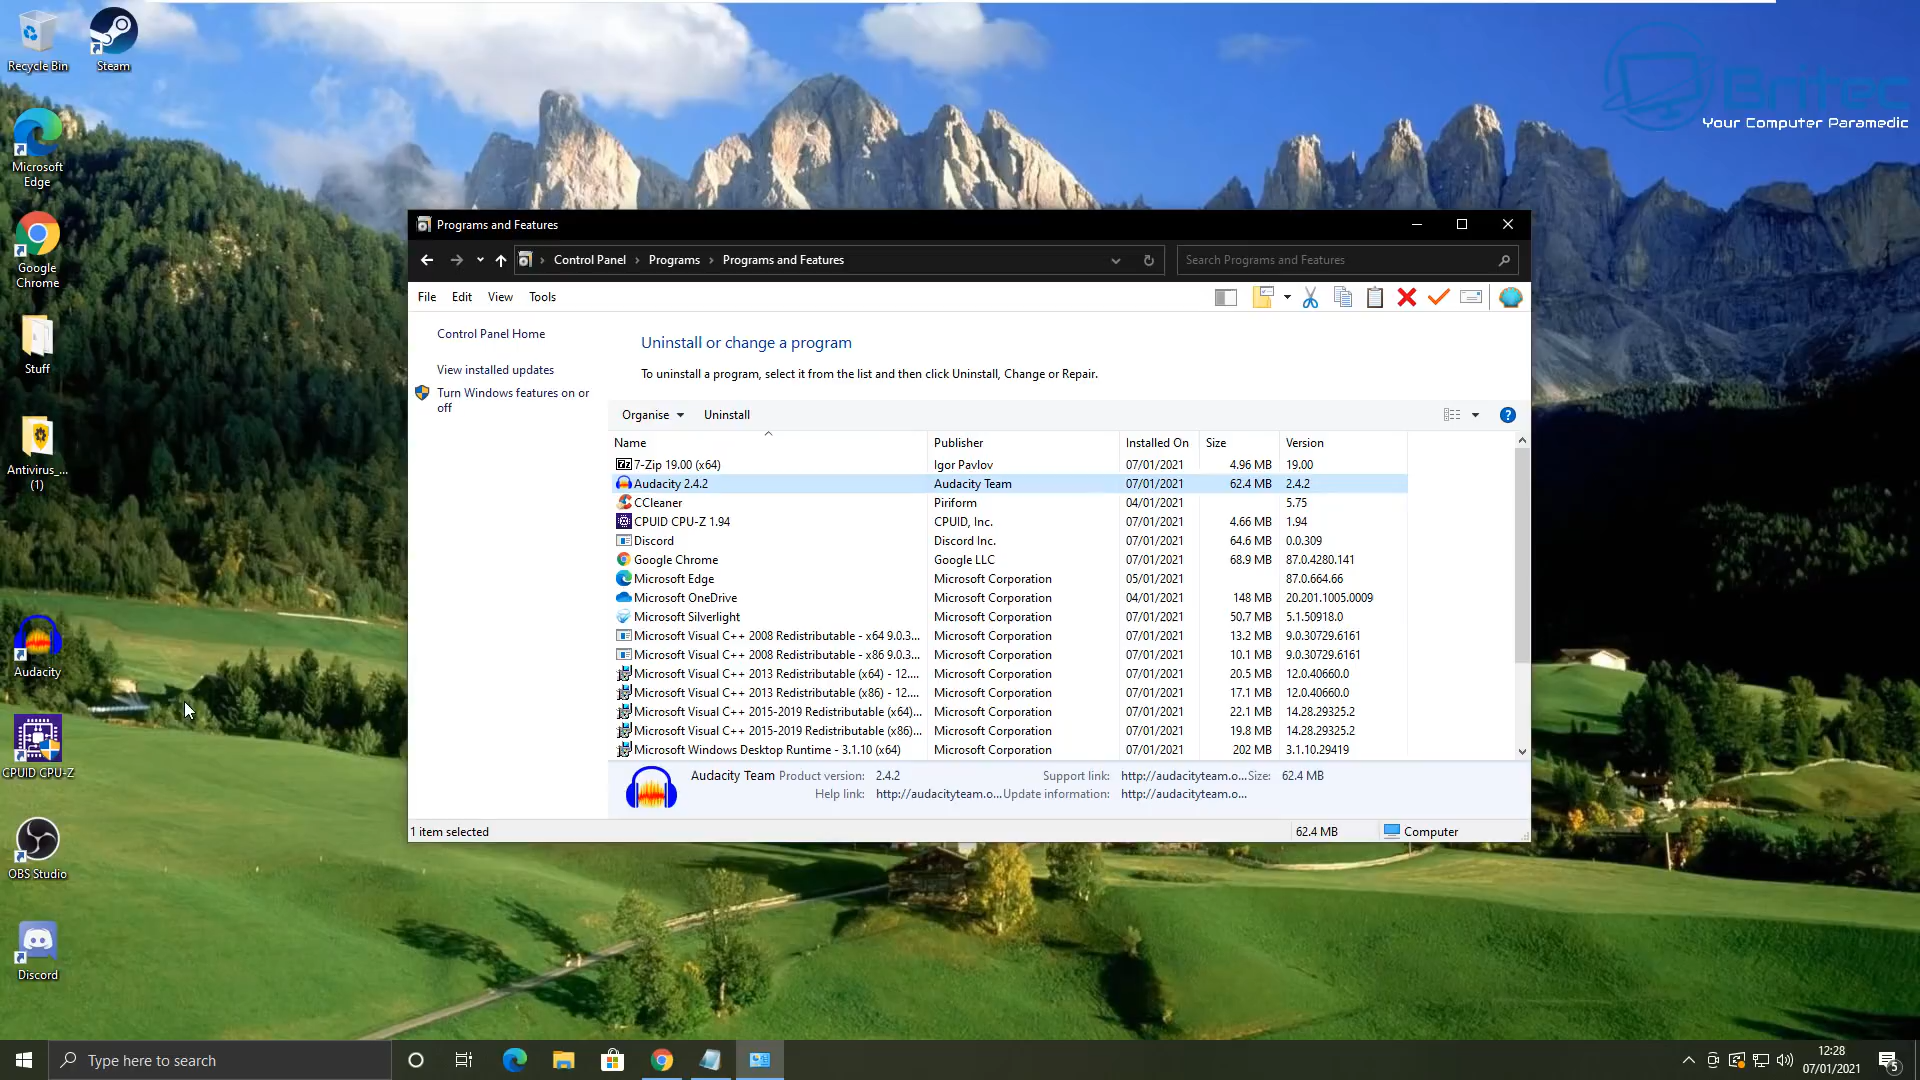 Recycle Bin
Steam
Microsoft
Edge
Google
Chrome
Stuff
Antivirus_...
(1)
Audacity
CPUID CPU-Z
OBS Studio
Discord
Britec
Your Computer Paramedic
Programs and Features
Control Panel > Programs > Programs and Features
Search Programs and Features
File Edit View Tools
Control Panel Home
View installed updates
Turn Windows features on or
off
Uninstall or change a program
To uninstall a program, select it from the list and then click Uninstall, Change or Repair.
Organise Uninstall
Name Publisher Installed On Size Version
7-Zip 19.00 (x64) Igor Pavlov 07/01/2021 4.96 MB 19.00
Audacity 2.4.2 Audacity Team 07/01/2021 62.4 MB 2.4.2
CCleaner Piriform 04/01/2021 5.75
CPUID CPU-Z 1.94 CPUID, Inc. 07/01/2021 4.66 MB 1.94
Discord Discord Inc. 07/01/2021 64.6 MB 0.0.309
Google Chrome Google LLC 07/01/2021 68.9 MB 87.0.4280.141
Microsoft Edge Microsoft Corporation 05/01/2021 87.0.664.66
Microsoft OneDrive Microsoft Corporation 04/01/2021 148 MB 20.201.1005.0009
Microsoft Silverlight Microsoft Corporation 07/01/2021 50.7 MB 5.1.50918.0
Microsoft Visual C++ 2008 Redistributable - x64 9.0.3... Microsoft Corporation 07/01/2021 13.2 MB 9.0.30729.6161
Microsoft Visual C++ 2008 Redistributable - x86 9.0.3... Microsoft Corporation 07/01/2021 10.1 MB 9.0.30729.6161
Microsoft Visual C++ 2013 Redistributable (x64) - 12.... Microsoft Corporation 07/01/2021 20.5 MB 12.0.40660.0
Microsoft Visual C++ 2013 Redistributable (x86) - 12.... Microsoft Corporation 07/01/2021 17.1 MB 12.0.40660.0
Microsoft Visual C++ 2015-2019 Redistributable (x64)... Microsoft Corporation 07/01/2021 22.1 MB 14.28.29325.2
Microsoft Visual C++ 2015-2019 Redistributable (x86)... Microsoft Corporation 07/01/2021 19.8 MB 14.28.29325.2
Microsoft Windows Desktop Runtime - 3.1.10 (x64) Microsoft Corporation 07/01/2021 202 MB 3.1.10.29419
Audacity Team Product version: 2.4.2 Support link: http://audacityteam.o... Size: 62.4 MB
Help link: http://audacityteam.o... Update information: http://audacityteam.o...
1 item selected 62.4 MB Computer
Type here to search
12:28
07/01/2021
5